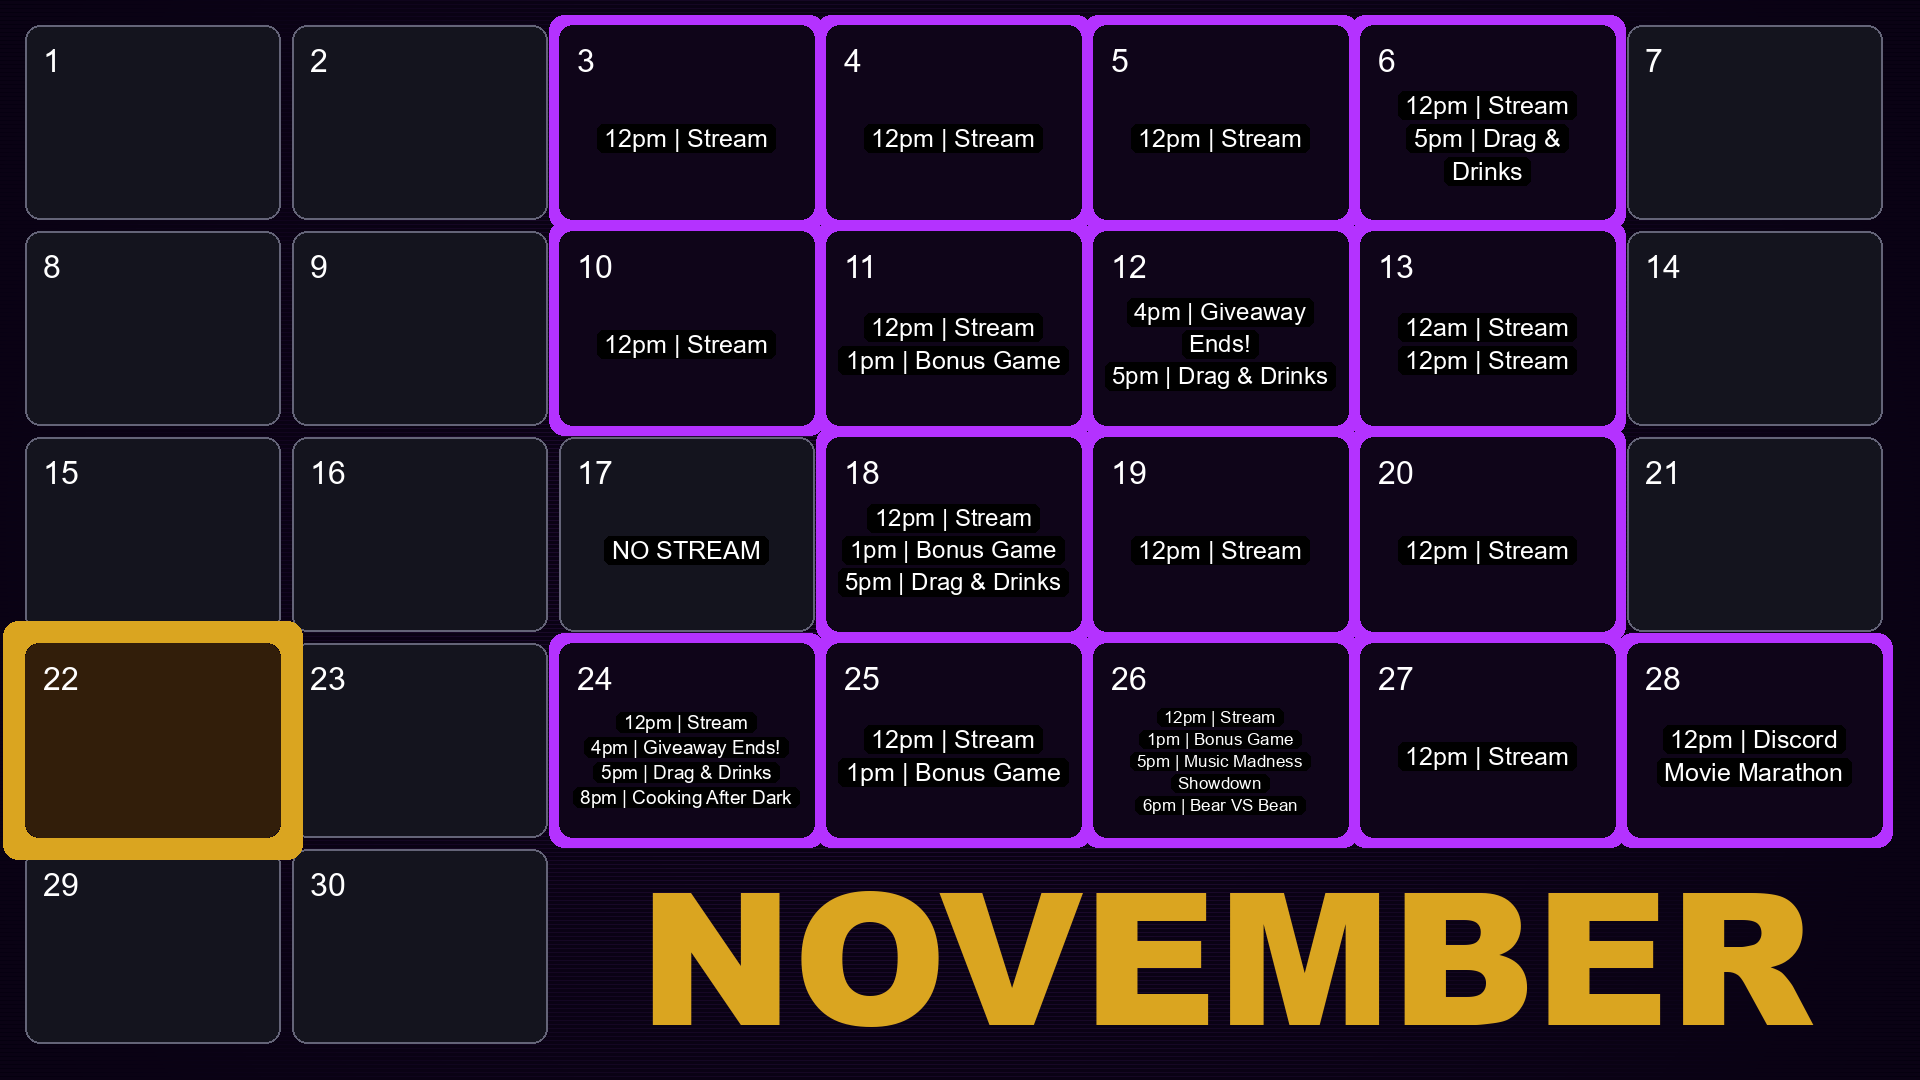 1
2
3
12pm | Stream
4
12pm | Stream
5
12pm | Stream
6
12pm | Stream
5pm | Drag &
Drinks
7
8
9
10
12pm | Stream
11
12pm | Stream
1pm | Bonus Game
12
4pm | Giveaway
Ends!
5pm | Drag & Drinks
13
12am | Stream
12pm | Stream
14
15
16
17
NO STREAM
18
12pm | Stream
1pm | Bonus Game
5pm | Drag & Drinks
19
12pm | Stream
20
12pm | Stream
21
22
23
24
12pm | Stream
4pm | Giveaway Ends!
5pm | Drag & Drinks
8pm | Cooking After Dark
25
12pm | Stream
1pm | Bonus Game
26
12pm | Stream
1pm | Bonus Game
5pm | Music Madness
Showdown
6pm | Bear VS Bean
27
12pm | Stream
28
12pm | Discord
Movie Marathon
29
30
NOVEMBER